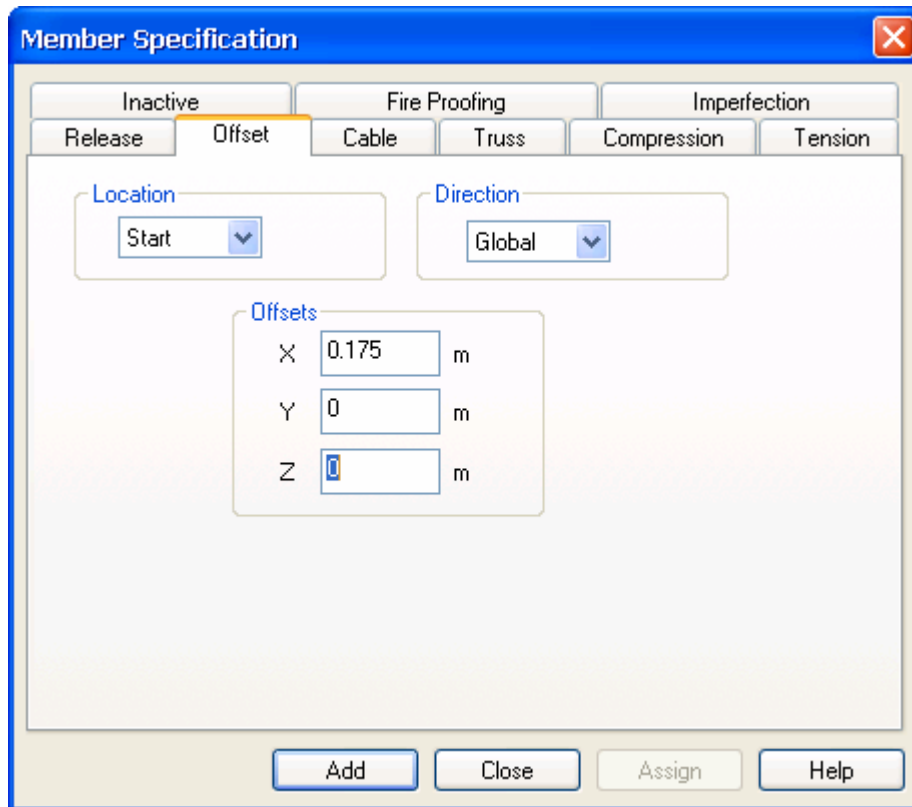 Member Specification
Inactive Fire Proofing Imperfection
Release Offset Cable Truss Compression Tension
Location Direction
Start Global
Offsets
X 0.175 m
Y 0 m
Z 0 m
Add Close Assign Help